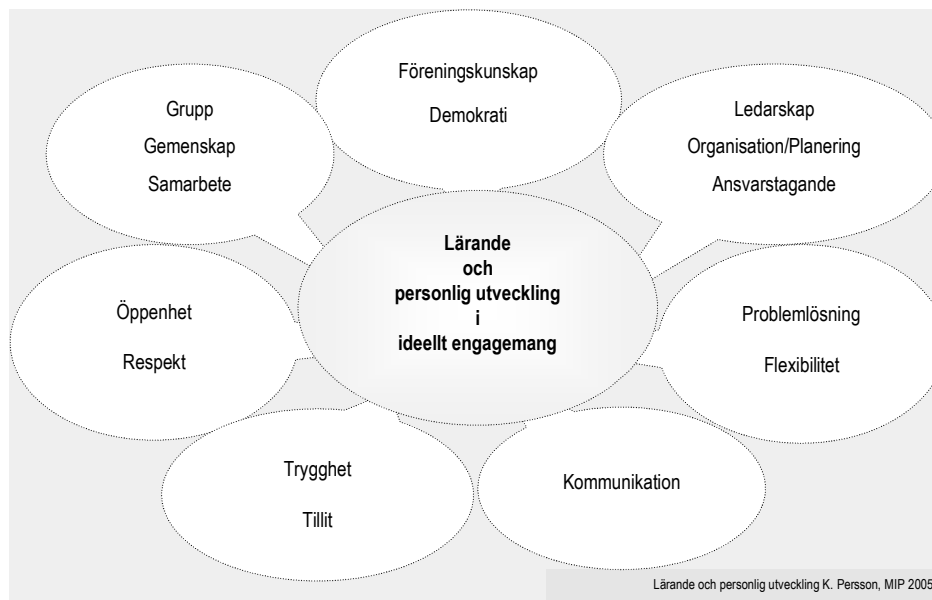 Föreningskunskap
Demokrati
Grupp
Gemenskap
Samarbete
Ledarskap
Organisation/Planering
Ansvarstagande
Lärande
och
personlig utveckling
i
ideellt engagemang
Öppenhet
Respekt
Problemlösning
Flexibilitet
Trygghet
Tillit
Kommunikation
Lärande och personlig utveckling K. Persson, MIP 2005